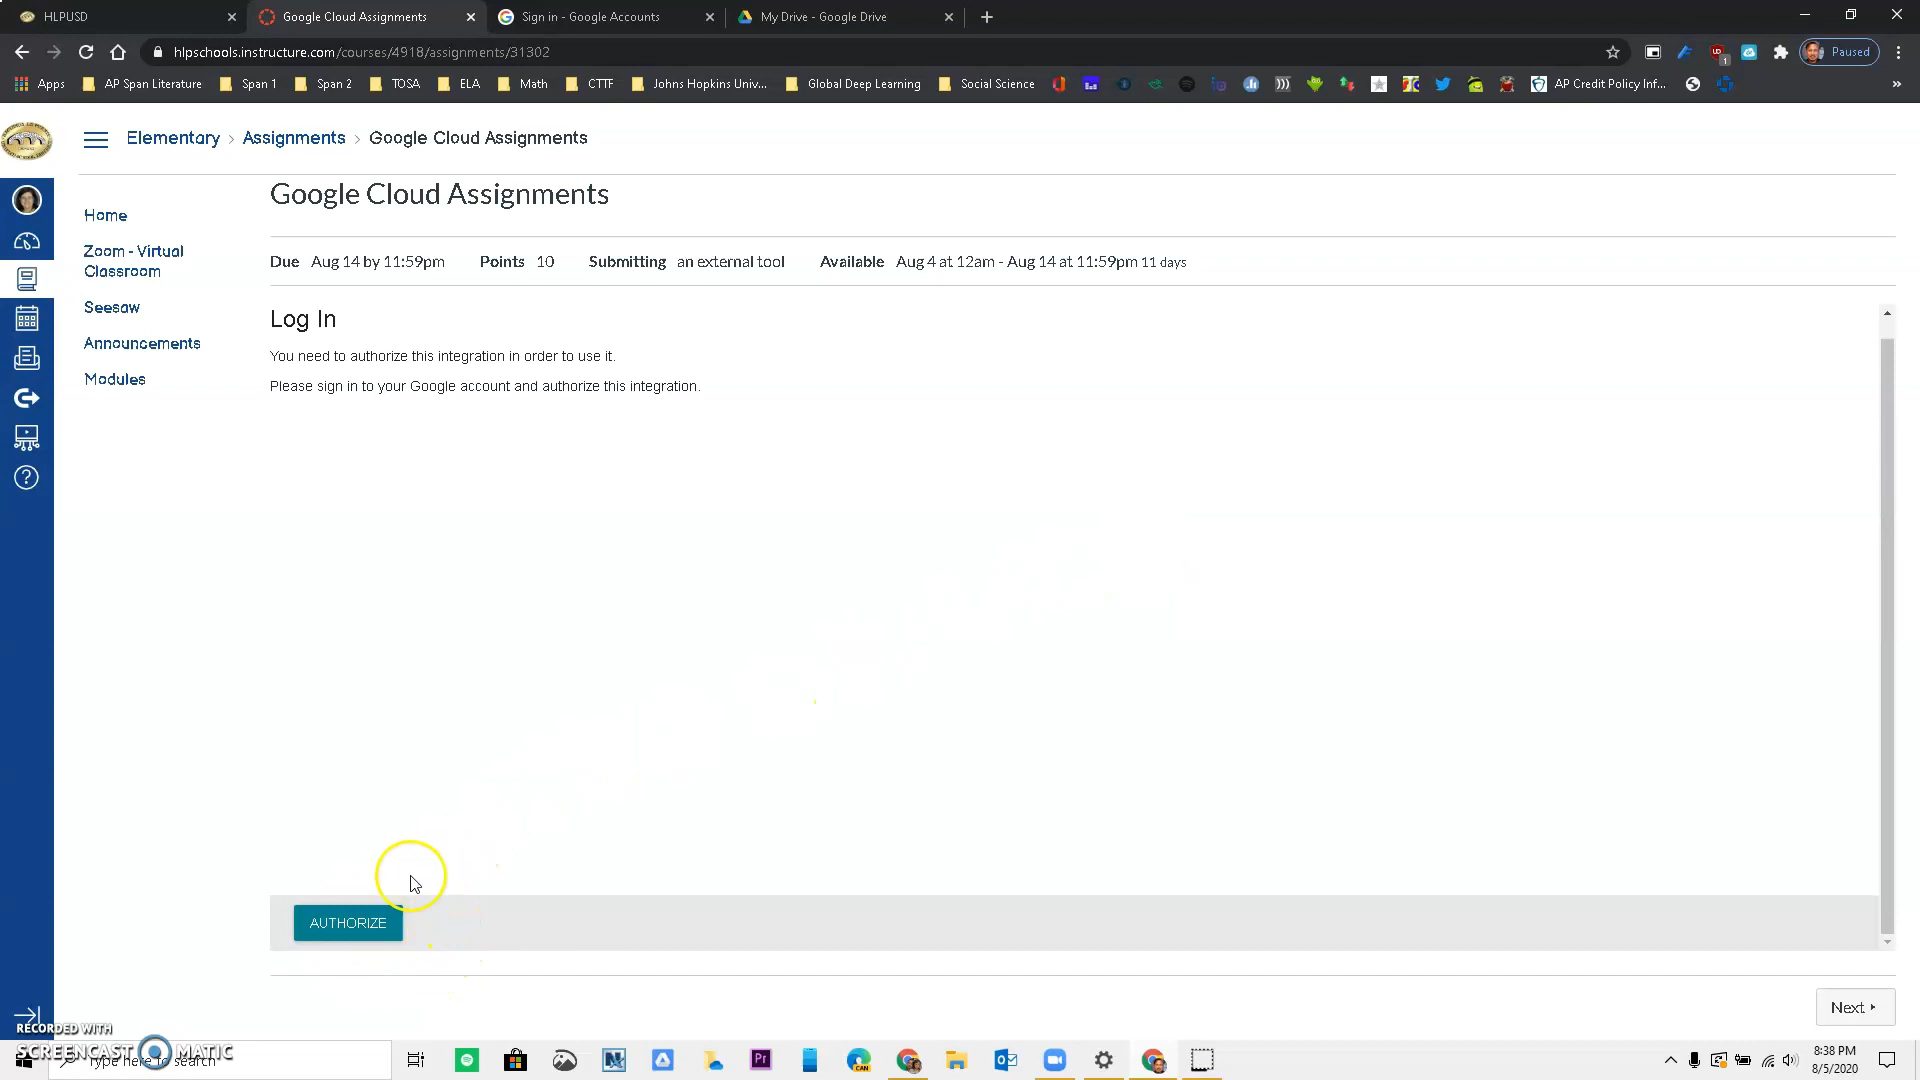 HLPUSD
Google Cloud Assignments
Sign in - Google Accounts
My Drive - Google Drive
hlpschools.instructure.com/courses/4918/assignments/31302
Paused
Apps
AP Span Literature
Span 1
Span 2
TOSA
ELA
Math
CTTF
Johns Hopkins Univ...
Global Deep Learning
Social Science
AP Credit Policy Inf...
Elementary > Assignments > Google Cloud Assignments
Google Cloud Assignments
Home
Zoom - Virtual
Classroom
Seesaw
Announcements
Modules
Due Aug 14 by 11:59pm Points 10 Submitting an external tool Available Aug 4 at 12am - Aug 14 at 11:59pm 11 days
Log In
You need to authorize this integration in order to use it.
Please sign in to your Google account and authorize this integration.
AUTHORIZE
Next
RECORDED WITH
SCREENCAST MATIC
Type here to search
Pr
CAN
8:38 PM
8/5/2020